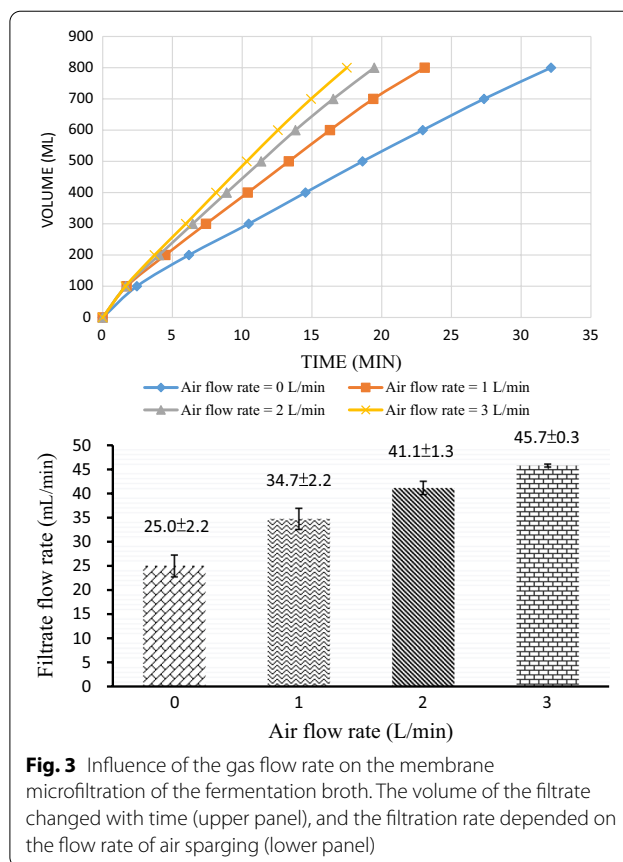 900
800
700
600
500
400
300
200
100
0
VOLUME (ML)
0 5 10 15 20 25 30 35
TIME (MIN)
Air flow rate = 0 L/min Air flow rate = 1 L/min
Air flow rate = 2 L/min Air flow rate = 3 L/min
50
45
40
35
30
25
20
15
10
5
0
Filtrate flow rate (mL/min)
25.0±2.2
34.7±2.2
41.1±1.3
45.7±0.3
0 1 2 3
Air flow rate (L/min)
Fig. 3 Influence of the gas flow rate on the membrane
microfiltration of the fermentation broth. The volume of the filtrate
changed with time (upper panel), and the filtration rate depended on
the flow rate of air sparging (lower panel)